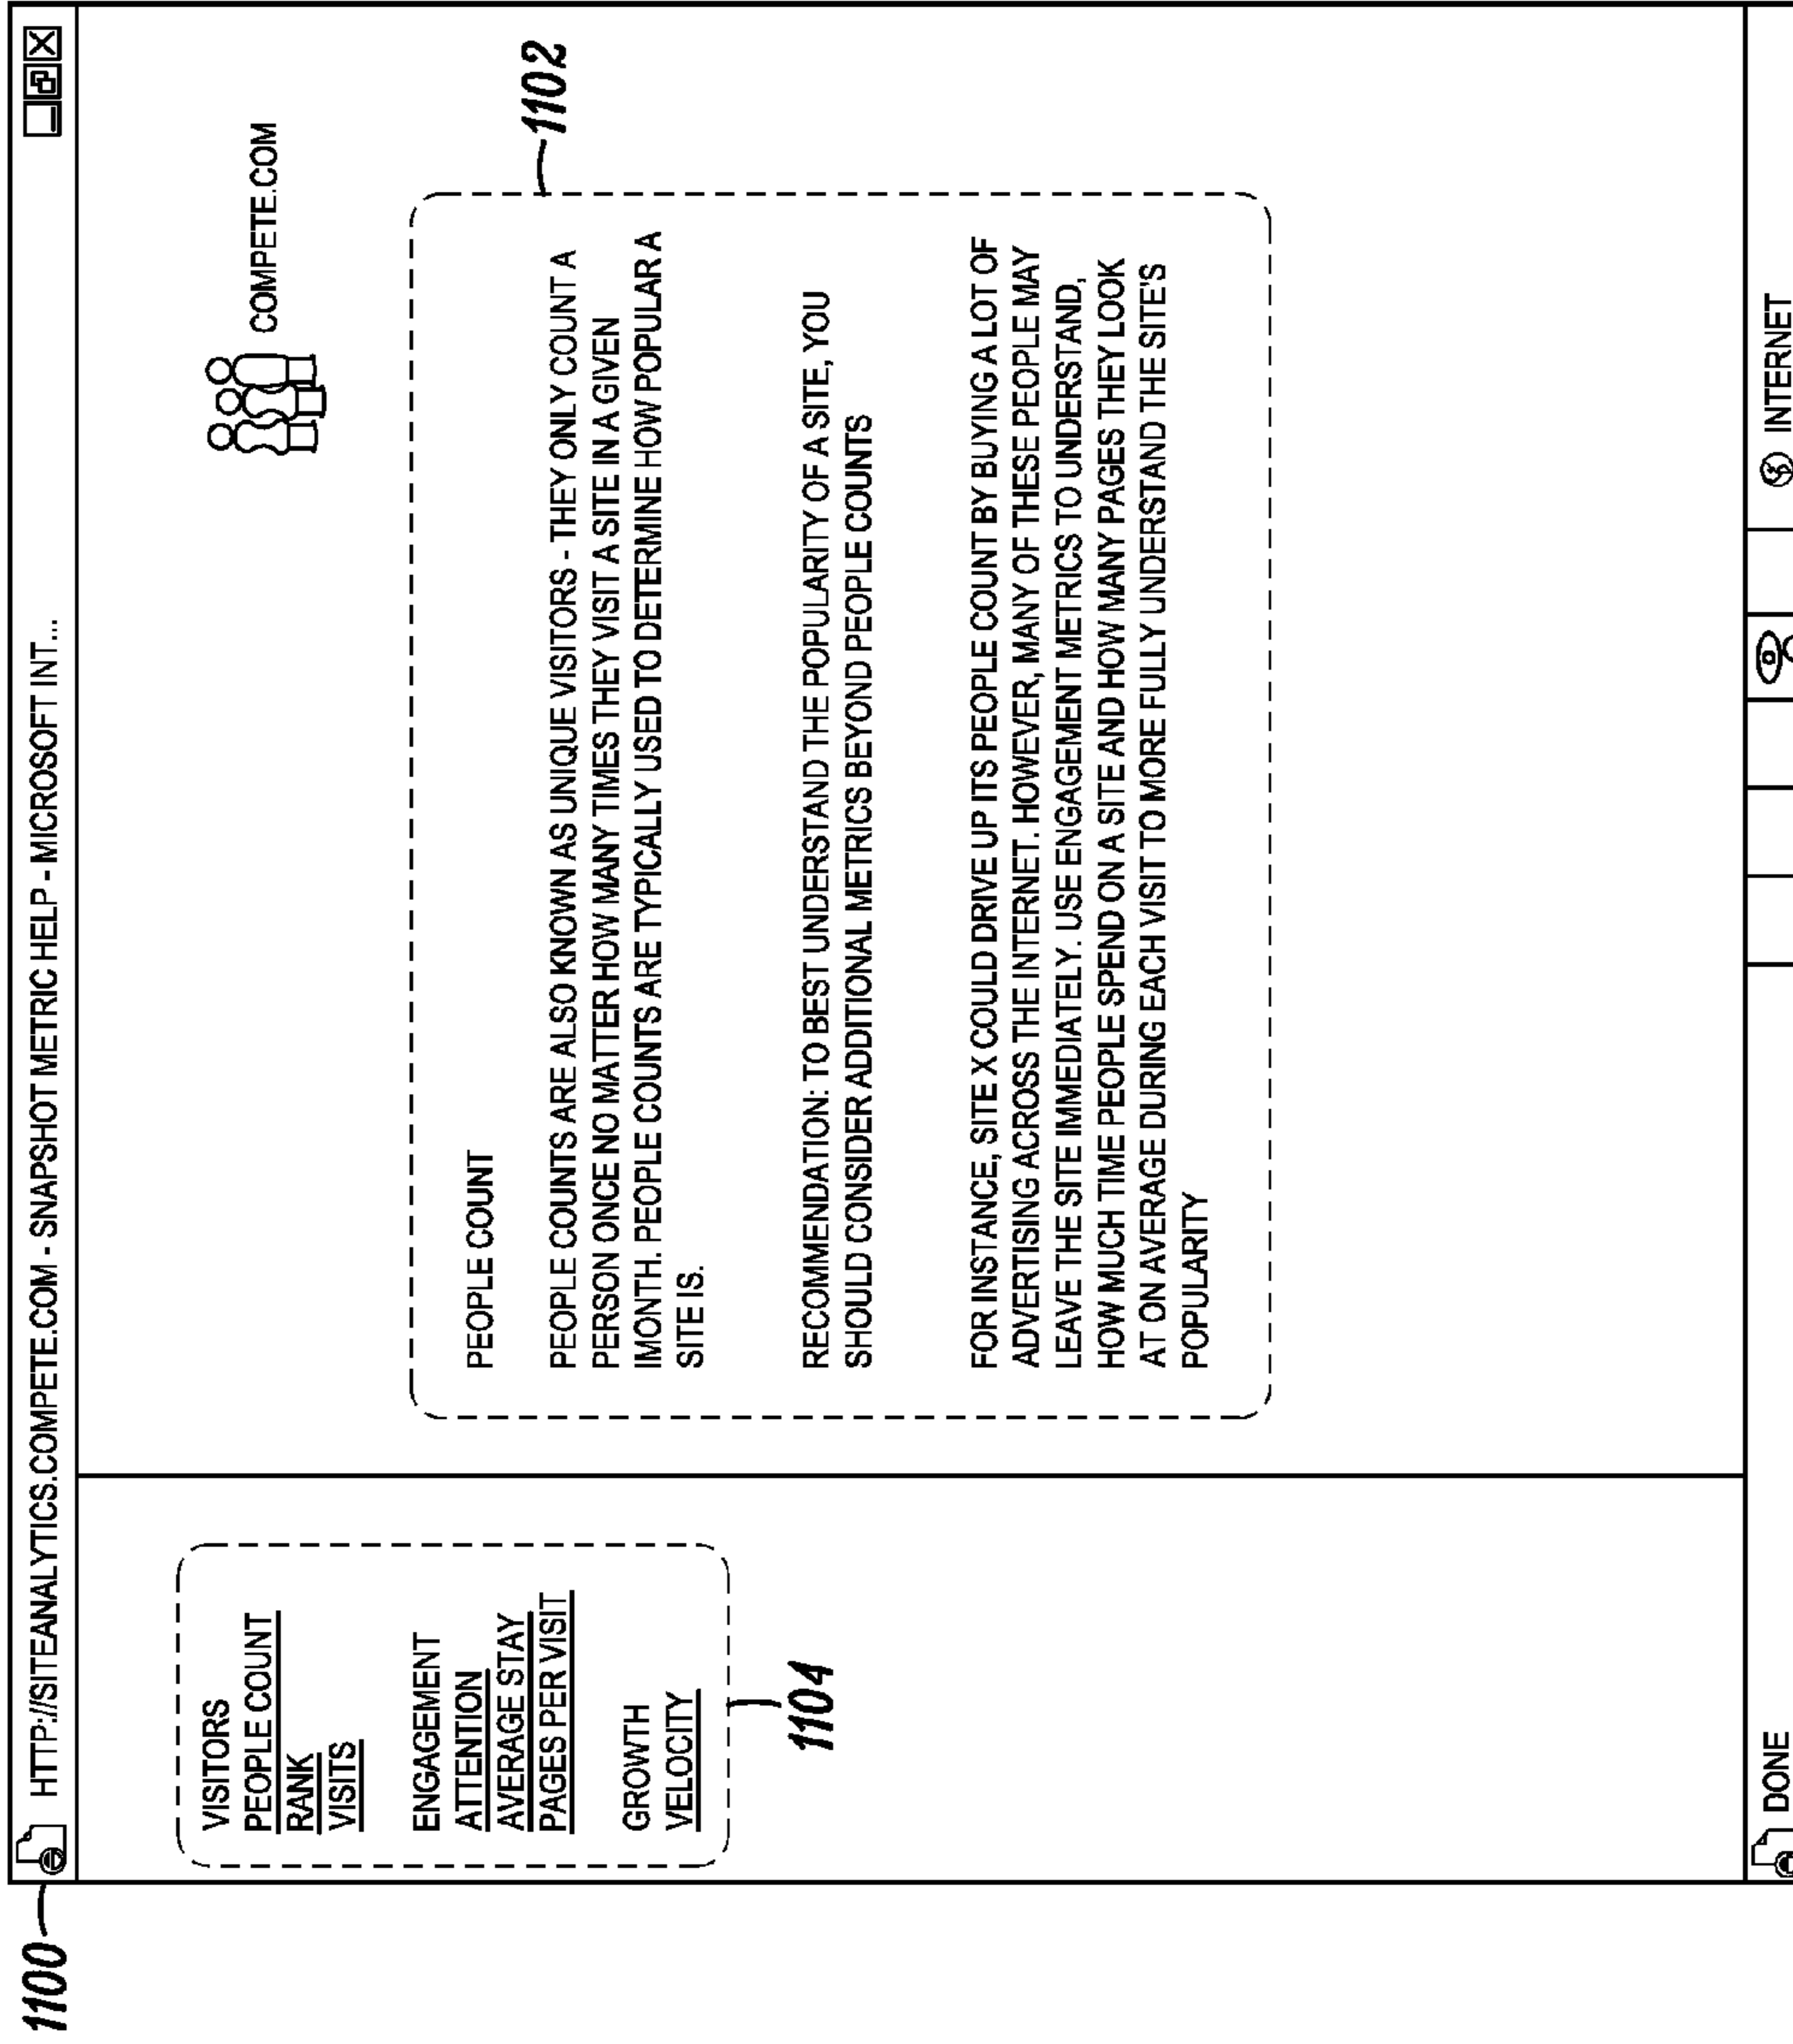 1100
HTTP://SITEANALYTICS.COMPETE.COM - SNAPSHOT METRIC HELP - MICROSOFT INT...
VISITORS
PEOPLE COUNT
RANK
VISITS
ENGAGEMENT
ATTENTION
AVERAGE STAY
PAGES PER VISIT
GROWTH
VELOCITY
1104
COMPETE.COM
1102
PEOPLE COUNT
PEOPLE COUNTS ARE ALSO KNOWN AS UNIQUE VISITORS - THEY ONLY COUNT A
PERSON ONCE NO MATTER HOW MANY TIMES THEY VISIT A SITE IN A GIVEN
IMONTH. PEOPLE COUNTS ARE TYPICALLY USED TO DETERMINE HOW POPULAR A
SITE IS.
RECOMMENDATION: TO BEST UNDERSTAND THE POPULARITY OF A SITE, YOU
SHOULD CONSIDER ADDITIONAL METRICS BEYOND PEOPLE COUNTS
FOR INSTANCE, SITE X COULD DRIVE UP ITS PEOPLE COUNT BY BUYING A LOT OF
ADVERTISING ACROSS THE INTERNET. HOWEVER, MANY OF THESE PEOPLE MAY
LEAVE THE SITE IMMEDIATELY. USE ENGAGEMENT METRICS TO UNDERSTAND,
HOW MUCH TIME PEOPLE SPEND ON A SITE AND HOW MANY PAGES THEY LOOK
AT ON AVERAGE DURING EACH VISIT TO MORE FULLY UNDERSTAND THE SITE'S
POPULARITY
DONE
INTERNET